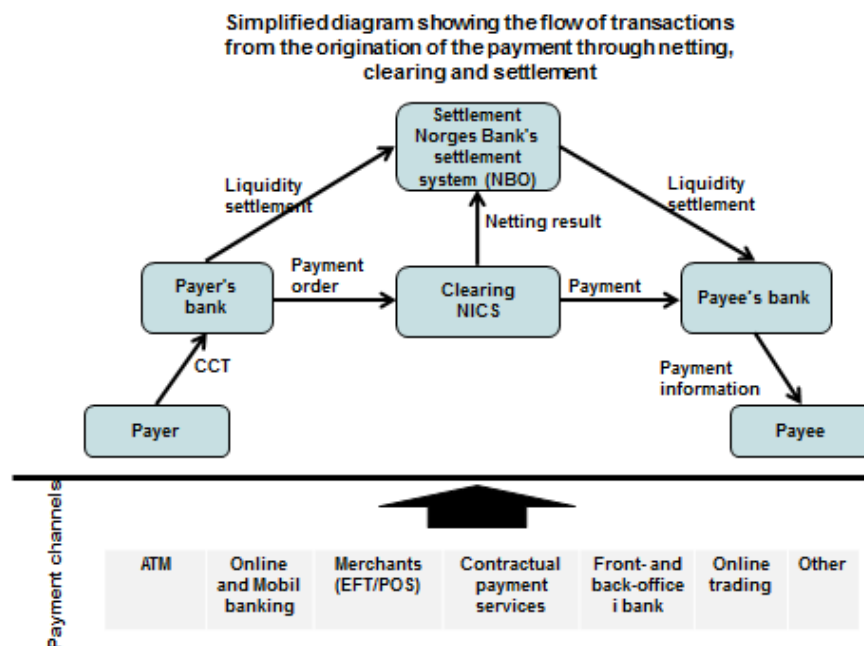 Simplified diagram showing the flow of transactions
from the origination of the payment through netting,
clearing and settlement
Settlement
Norges Bank's
settlement
system (NBO)
Liquidity
settlement
Liquidity
settlement
Netting result
Payer's
bank
Payment
order
Clearing
NICS
Payment
Payee's bank
CCT
Payment
information
Payer
Payee
Payment channels
ATM
Online
and Mobil
banking
Merchants
(EFT/POS)
Contractual
payment
services
Front- and
back-office
i bank
Online
trading
Other